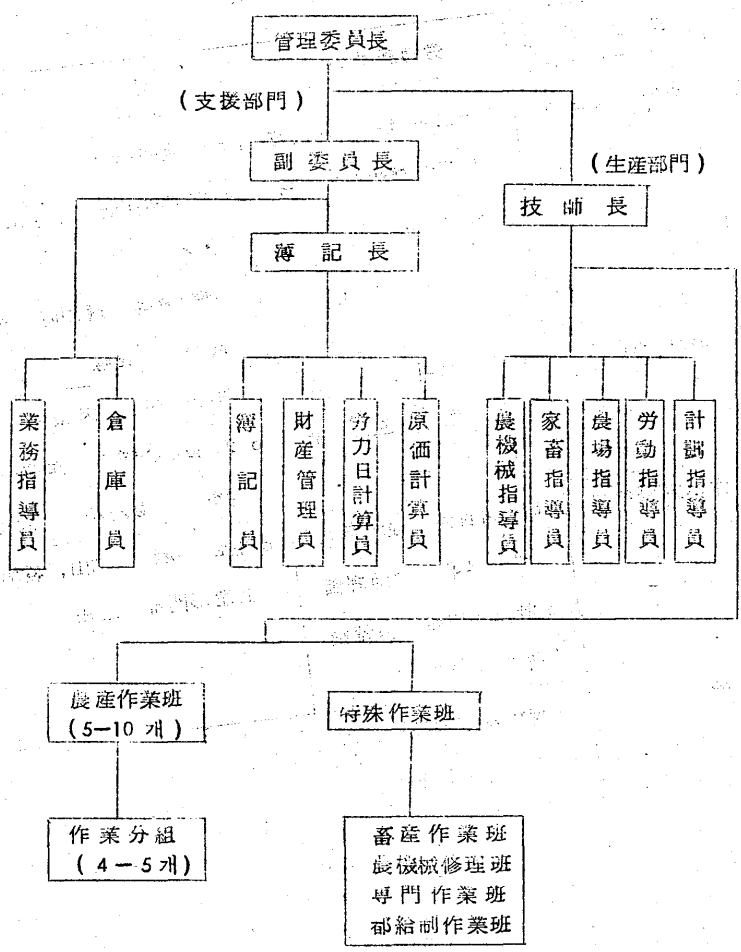 管理委員長
(支援部門)
副委員長
(生産部門)
技師長
簿記長
業務指導員
倉庫員
簿記員
財産管理員
労力日計算員
原価計算員
農機械指導員
家畜指導員
農場指導員
労動指導員
計劃指導員
農産作業班
(5—10 개)
特殊作業班
作業分組
(4—5개)
畜産作業班
農機械修理班
専門作業班
都給制作業班